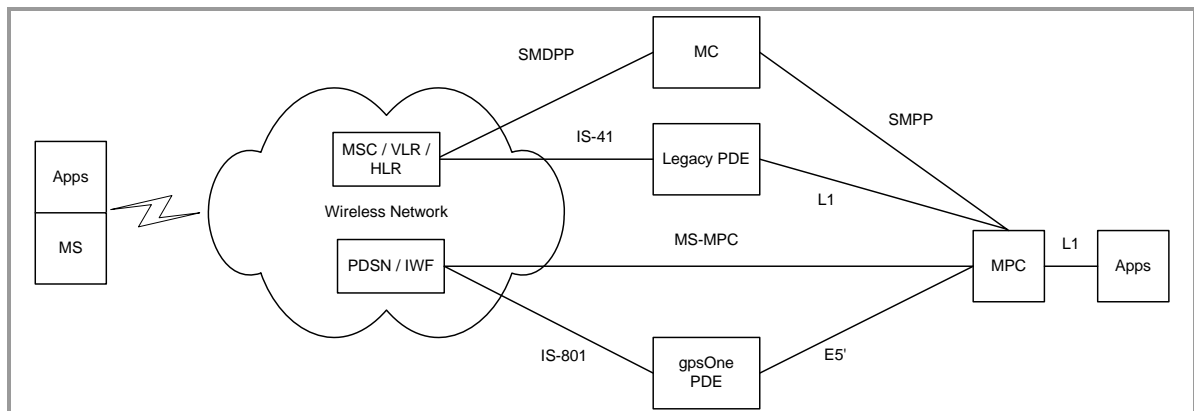 SMDPP
MC
SMPP
IS-41
MSC / VLR /
HLR
Legacy PDE
Apps
MS
L1
Wireless Network
MS-MPC
L1
PDSN / IWF
MPC
Apps
IS-801
gpsOne
PDE
E5'